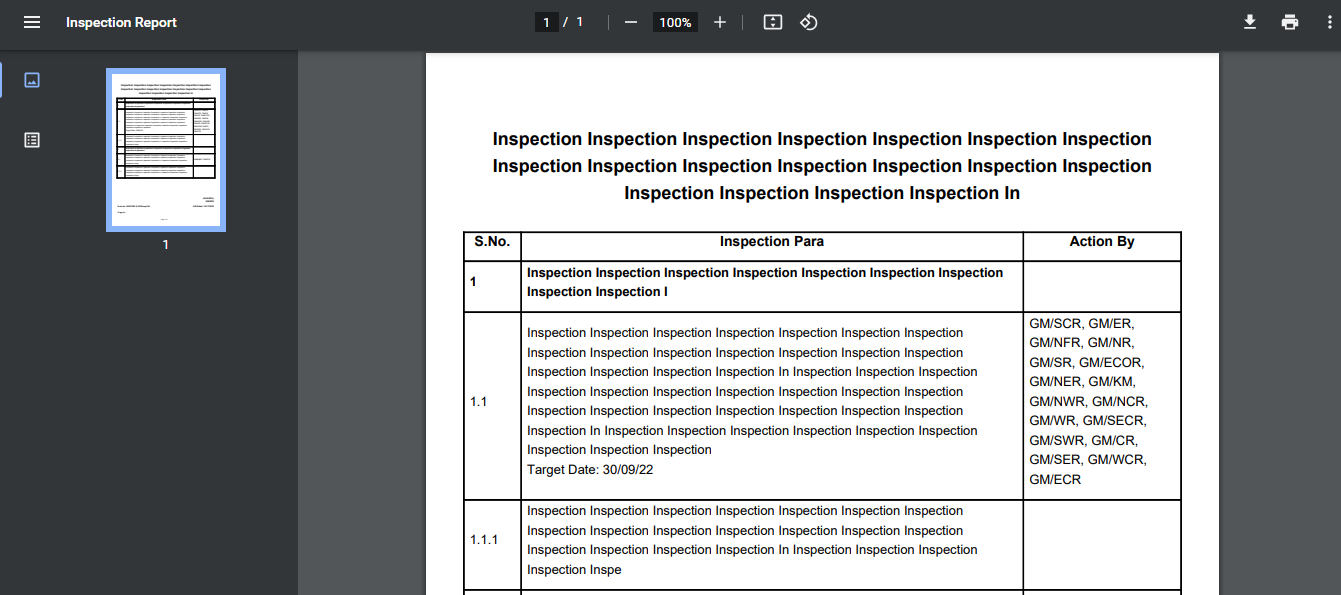 Inspection Report
1 / 1
100%
1
Inspection Inspection Inspection Inspection Inspection Inspection Inspection
Inspection Inspection Inspection Inspection Inspection Inspection Inspection
Inspection Inspection Inspection Inspection In
S.No. Inspection Para Action By
1
Inspection Inspection Inspection Inspection Inspection Inspection Inspection
Inspection Inspection I
1.1
Inspection Inspection Inspection Inspection Inspection Inspection Inspection
Inspection Inspection Inspection Inspection Inspection Inspection Inspection
Inspection Inspection Inspection Inspection In Inspection Inspection Inspection
Inspection Inspection Inspection Inspection Inspection Inspection Inspection
Inspection Inspection Inspection Inspection Inspection Inspection Inspection
Inspection In Inspection Inspection Inspection Inspection Inspection Inspection
Inspection Inspection Inspection
Target Date: 30/09/22
GM/SCR, GM/ER,
GM/NFR, GM/NR,
GM/SR, GM/ECOR,
GM/NER, GM/KM,
GM/NWR, GM/NCR,
GM/WR, GM/SECR,
GM/SWR, GM/CR,
GM/SER, GM/WCR,
GM/ECR
1.1.1
Inspection Inspection Inspection Inspection Inspection Inspection Inspection
Inspection Inspection Inspection Inspection Inspection Inspection Inspection
Inspection Inspection Inspection Inspection In Inspection Inspection Inspection
Inspection Inspe